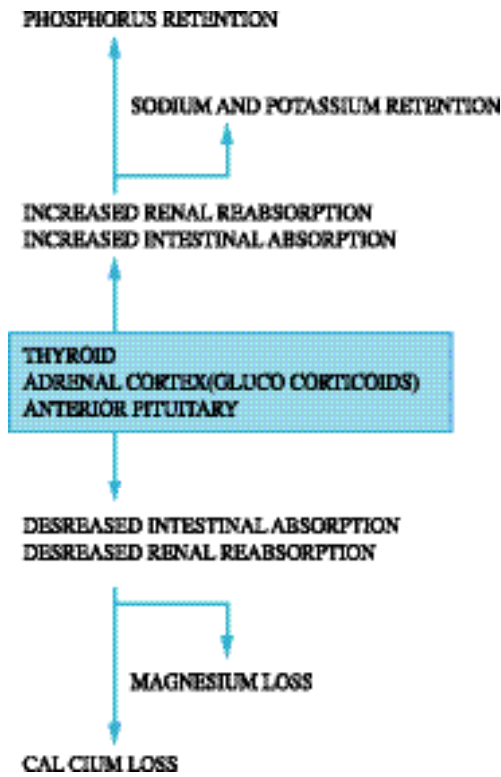 PHOSPHORUS RETENTION
SODIUM AND POTASSIUM RETENTION
INCREASED RENAL REABSORPTION
INCREASED INTESTINAL ABSORPTION
THYROID
ADRENAL CORTEX(GLUCO CORTICOIDS)
ANTERIOR PITUITARY
DESREASED INTESTINAL ABSORPTION
DESREASED RENAL REABSORPTION
MAGNESIUM LOSS
CAL CIUM LOSS